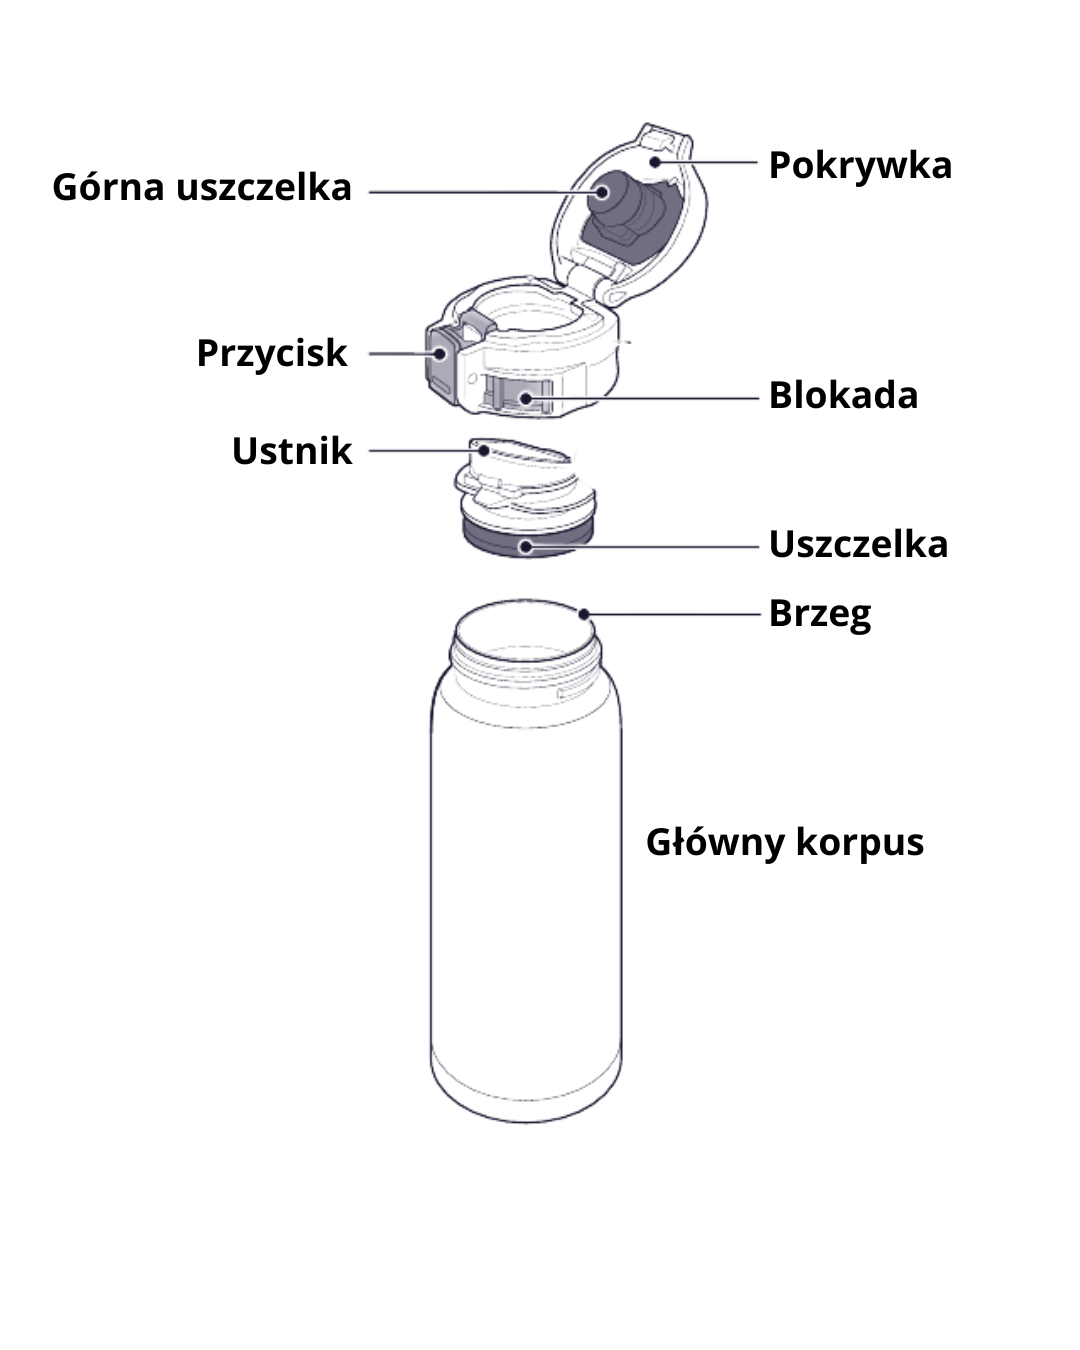 Pokrywka
Górna uszczelka
Przycisk
Blokada
Ustnik
Uszczelka
Brzeg
Główny korpus